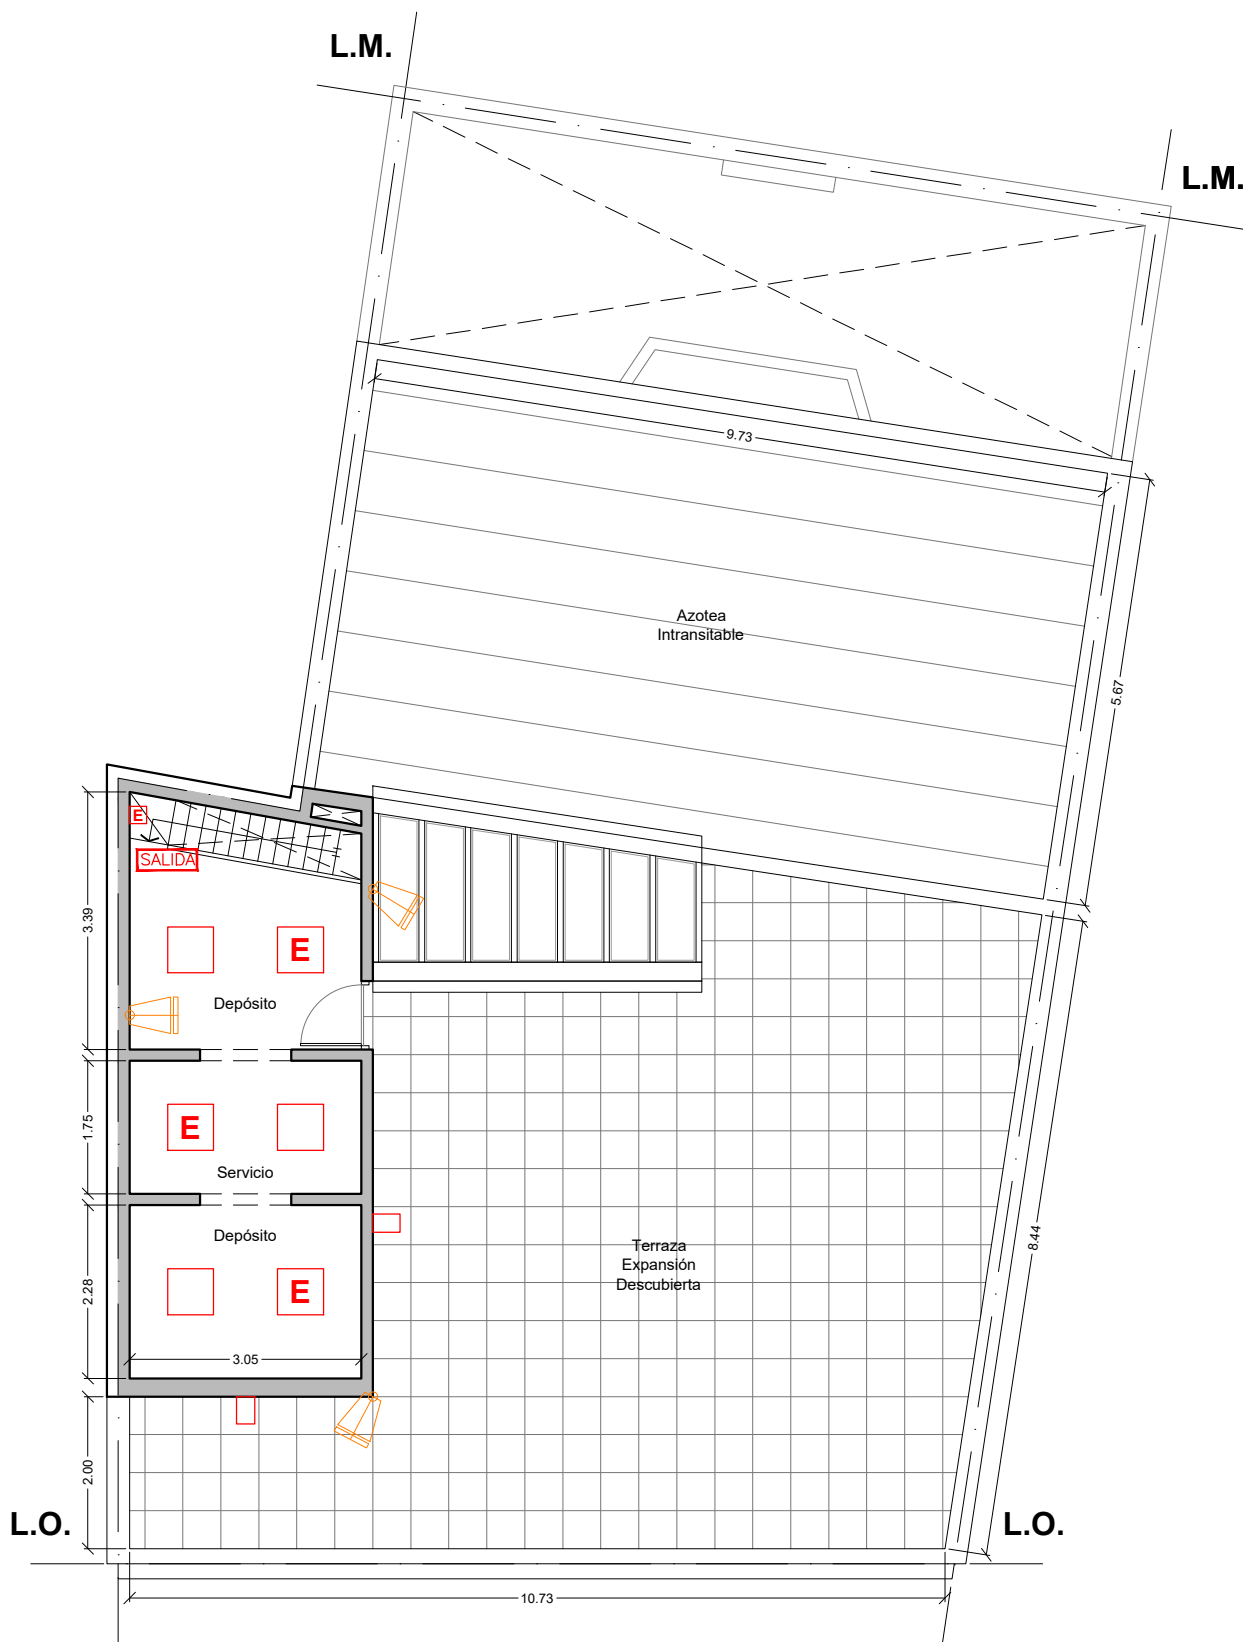 L.M.
L.M.
9.73
Azotea
Intransitable
5.67
E
SALIDA
3.39
E
Depósito
1.75
E
Servicio
Depósito
Terraza
Expansión
Descubierta
8.44
2.28
E
3.05
2.00
L.O.
L.O.
10.73